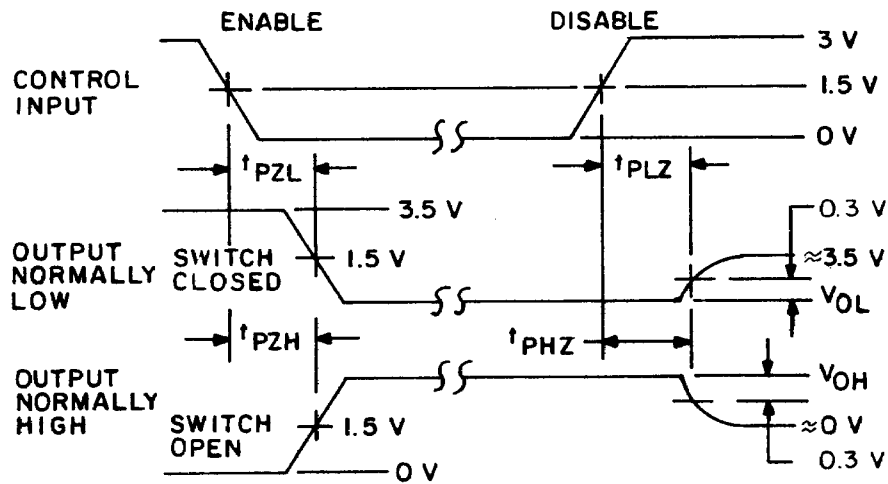 ENABLE
DISABLE
3 V
CONTROL
INPUT
1.5 V
0 V
tPZL
tPLZ
3.5 V
0.3 V
OUTPUT
NORMALLY
LOW
SWITCH
CLOSED
1.5 V
≈3.5 V
VOL
tPZH
tPHZ
OUTPUT
NORMALLY
HIGH
VOH
SWITCH
OPEN
1.5 V
≈0 V
0 V
0.3 V